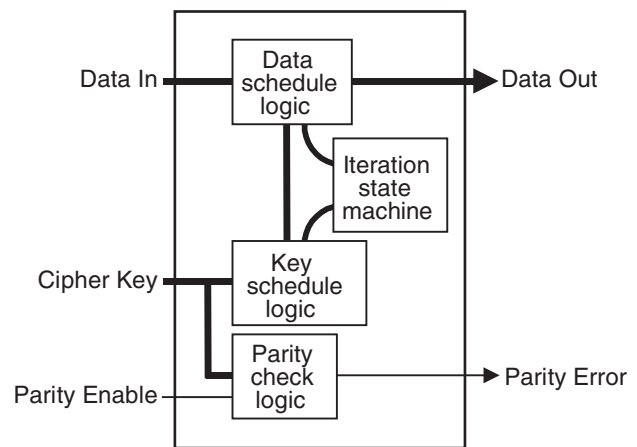 Data In
Data
schedule
logic
Data Out
Iteration
state
machine
Cipher Key
Key
schedule
logic
Parity Enable
Parity
check
logic
Parity Error